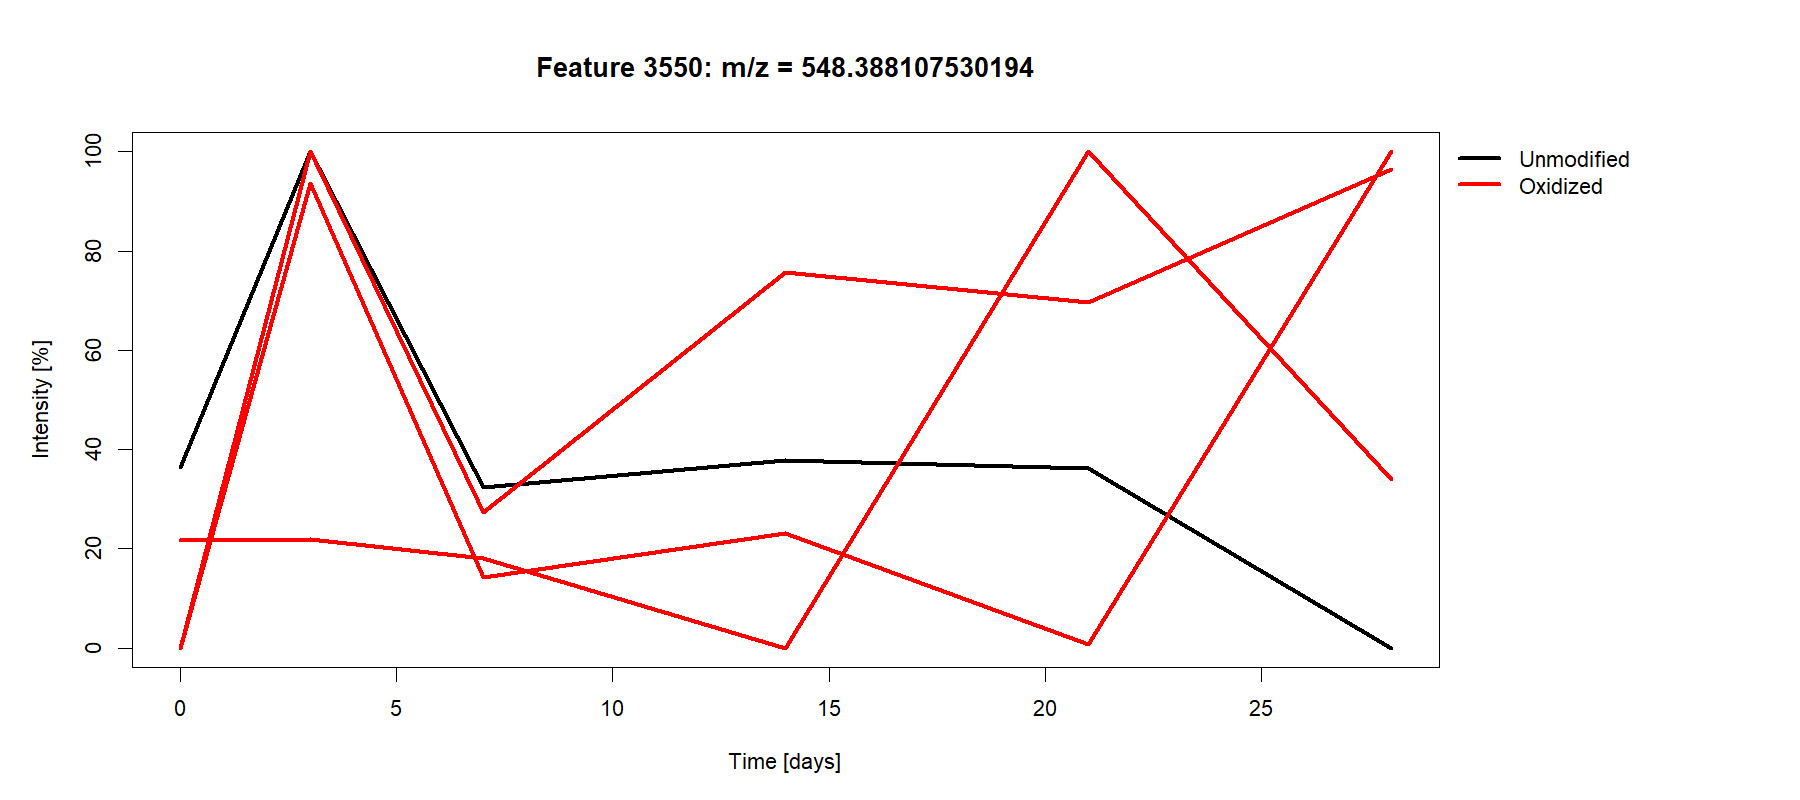 Feature 3550: m/z = 548.388107530194
Unmodified
Oxidized
Intensity [%]
100
80
60
40
20
0
0 5 10 15 20 25
Time [days]